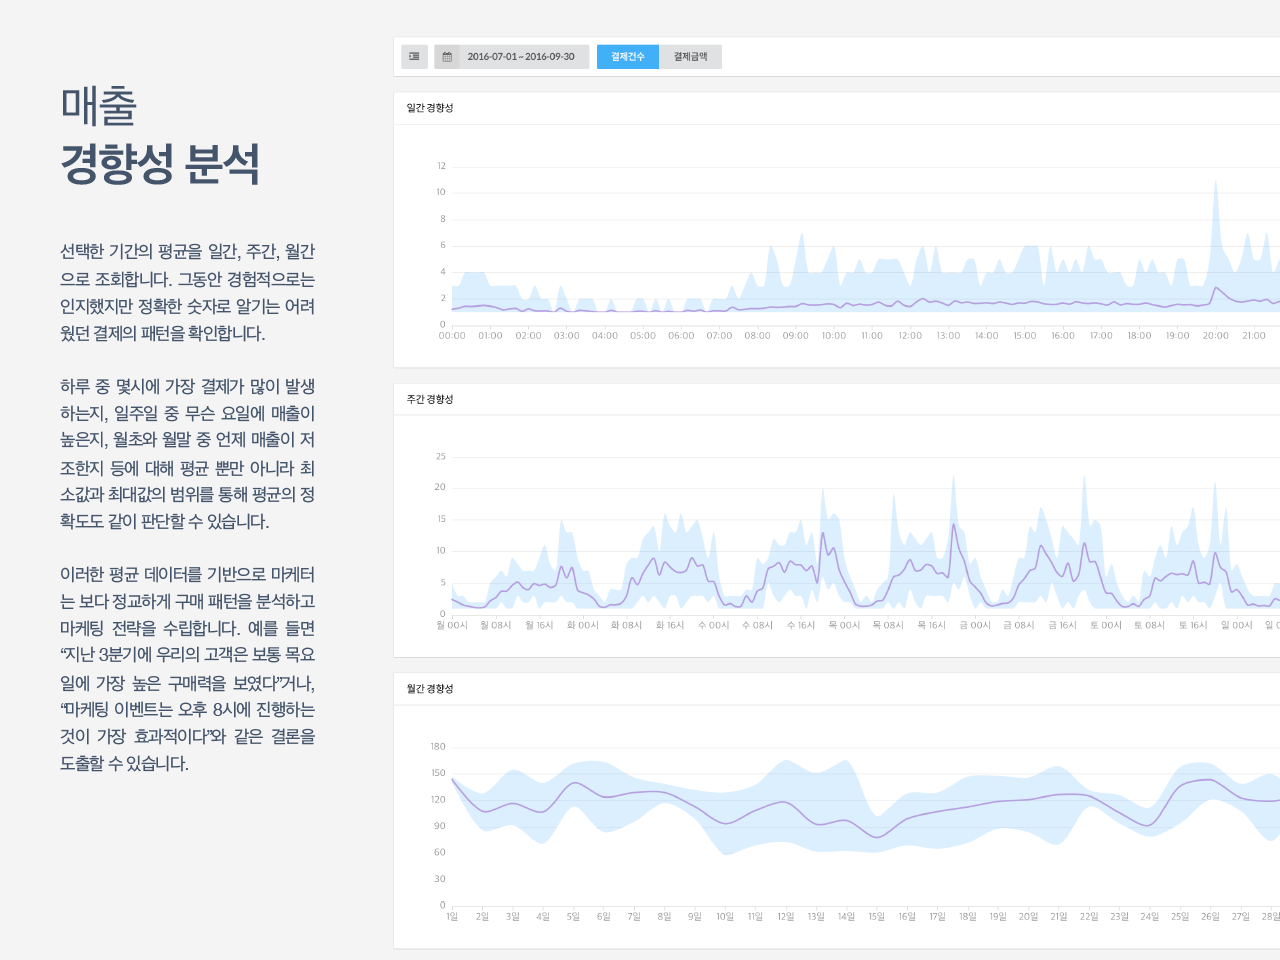 매출
경향성 분석
선택한 기간의 평균을 일간, 주간, 월간
으로 조회합니다. 그동안 경험적으로는
인지했지만 정확한 숫자로 알기는 어려
웠던 결제의 패턴을 확인합니다.
하루 중 몇시에 가장 결제가 많이 발생
하는지, 일주일 중 무슨 요일에 매출이
높은지, 월초와 월말 중 언제 매출이 저
조한지 등에 대해 평균 뿐만 아니라 최
소값과 최대값의 범위를 통해 평균의 정
확도도 같이 판단할 수 있습니다.
이러한 평균 데이터를 기반으로 마케터
는 보다 정교하게 구매 패턴을 분석하고
마케팅 전략을 수립합니다. 예를 들면
“지난 3분기에 우리의 고객은 보통 목요
일에 가장 높은 구매력을 보였다”거나,
“마케팅 이벤트는 오후 8시에 진행하는
것이 가장 효과적이다”와 같은 결론을
도출할 수 있습니다.
2016-07-01 ~ 2016-09-30 결제건수 결제금액
일간 경향성
12
10
8
6
4
2
0
00:00 01:00 02:00 03:00 04:00 05:00 06:00 07:00 08:00 09:00 10:00 11:00 12:00 13:00 14:00 15:00 16:00 17:00 18:00 19:00 20:00 21:00
주간 경향성
25
20
15
10
5
0
월 00시 월 08시 월 16시 화 00시 화 08시 화 16시 수 00시 수 08시 수 16시 목 00시 목 08시 목 16시 금 00시 금 08시 금 16시 토 00시 토 08시 토 16시 일 00시 일
월간 경향성
180
150
120
90
60
30
0
1일 2일 3일 4일 5일 6일 7일 8일 9일 10일 11일 12일 13일 14일 15일 16일 17일 18일 19일 20일 21일 22일 23일 24일 25일 26일 27일 28일